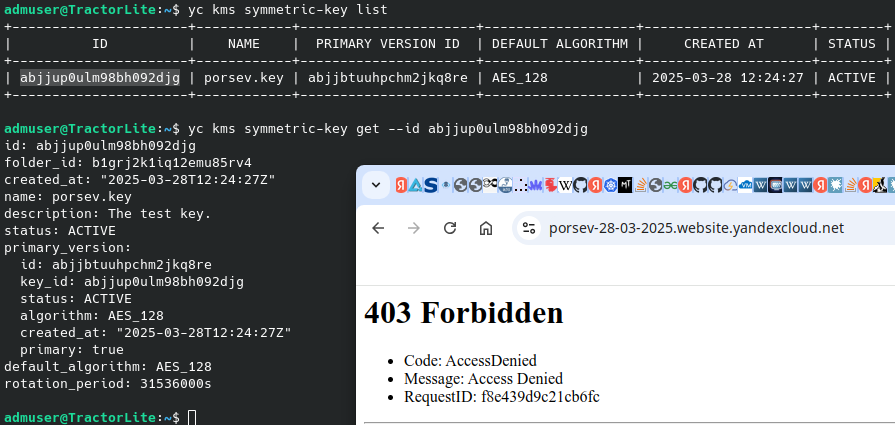 admuser@TractorLite:~$ yc kms symmetric-key list
+----------------------+------------+----------------------+-------------------+---------------------+--------+
| ID | NAME | PRIMARY VERSION ID | DEFAULT ALGORITHM | CREATED AT | STATUS |
+----------------------+------------+----------------------+-------------------+---------------------+--------+
| abjjup0ulm98bh092djg | porsev.key | abjjbtuuhpchm2jkq8re | AES_128 | 2025-03-28 12:24:27 | ACTIVE |
+----------------------+------------+----------------------+-------------------+---------------------+--------+
admuser@TractorLite:~$ yc kms symmetric-key get --id abjjup0ulm98bh092djg
id: abjjup0ulm98bh092djg
folder_id: b1grj2k1iq12emu85rv4
created_at: "2025-03-28T12:24:27Z"
name: porsev.key
description: The test key.
status: ACTIVE
primary_version:
  id: abjjbtuuhpchm2jkq8re
  key_id: abjjup0ulm98bh092djg
  status: ACTIVE
  algorithm: AES_128
  created_at: "2025-03-28T12:24:27Z"
  primary: true
default_algorithm: AES_128
rotation_period: 31536000s
admuser@TractorLite:~$
porsev-28-03-2025.website.yandexcloud.net
403 Forbidden
• Code: AccessDenied
• Message: Access Denied
• RequestID: f8e439d9c21cb6fc